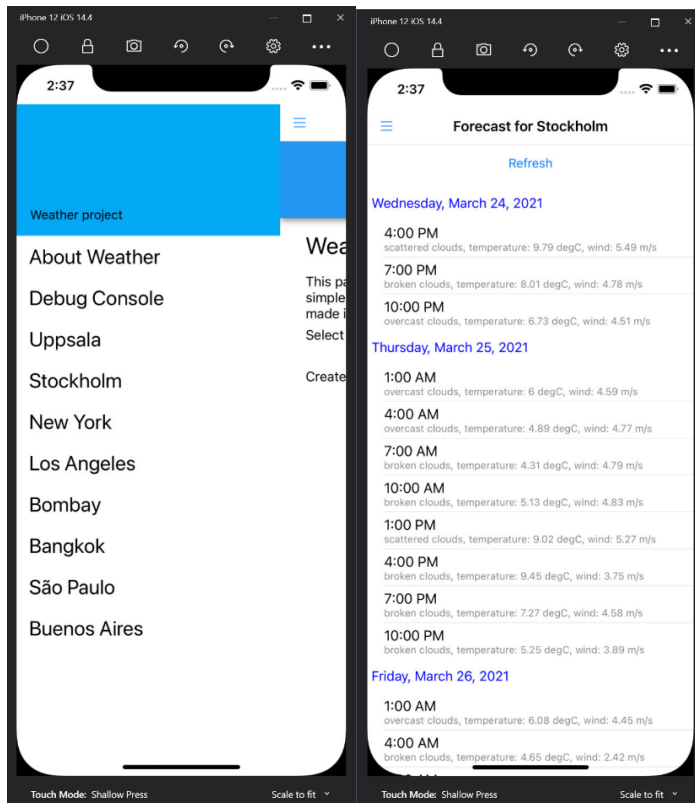 iPhone 12 iOS 14.4
2:37
Weather project
About Weather
Debug Console
Uppsala
Stockholm
New York
Los Angeles
Bombay
Bangkok
São Paulo
Buenos Aires
Wea
This pa
simple
made i
Select
Create
Touch Mode: Shallow Press
Scale to fit
iPhone 12 iOS 14.4
2:37
Forecast for Stockholm
Refresh
Wednesday, March 24, 2021
4:00 PM
scattered clouds, temperature: 9.79 degC, wind: 5.49 m/s
7:00 PM
broken clouds, temperature: 8.01 degC, wind: 4.78 m/s
10:00 PM
overcast clouds, temperature: 6.73 degC, wind: 4.51 m/s
Thursday, March 25, 2021
1:00 AM
overcast clouds, temperature: 6 degC, wind: 4.59 m/s
4:00 AM
overcast clouds, temperature: 4.89 degC, wind: 4.77 m/s
7:00 AM
broken clouds, temperature: 4.31 degC, wind: 4.79 m/s
10:00 AM
broken clouds, temperature: 5.13 degC, wind: 4.83 m/s
1:00 PM
scattered clouds, temperature: 9.02 degC, wind: 5.27 m/s
4:00 PM
broken clouds, temperature: 9.45 degC, wind: 3.75 m/s
7:00 PM
broken clouds, temperature: 7.27 degC, wind: 4.58 m/s
10:00 PM
broken clouds, temperature: 5.25 degC, wind: 3.89 m/s
Friday, March 26, 2021
1:00 AM
overcast clouds, temperature: 6.08 degC, wind: 4.45 m/s
4:00 AM
broken clouds, temperature: 4.65 degC, wind: 2.42 m/s
Touch Mode: Shallow Press
Scale to fit